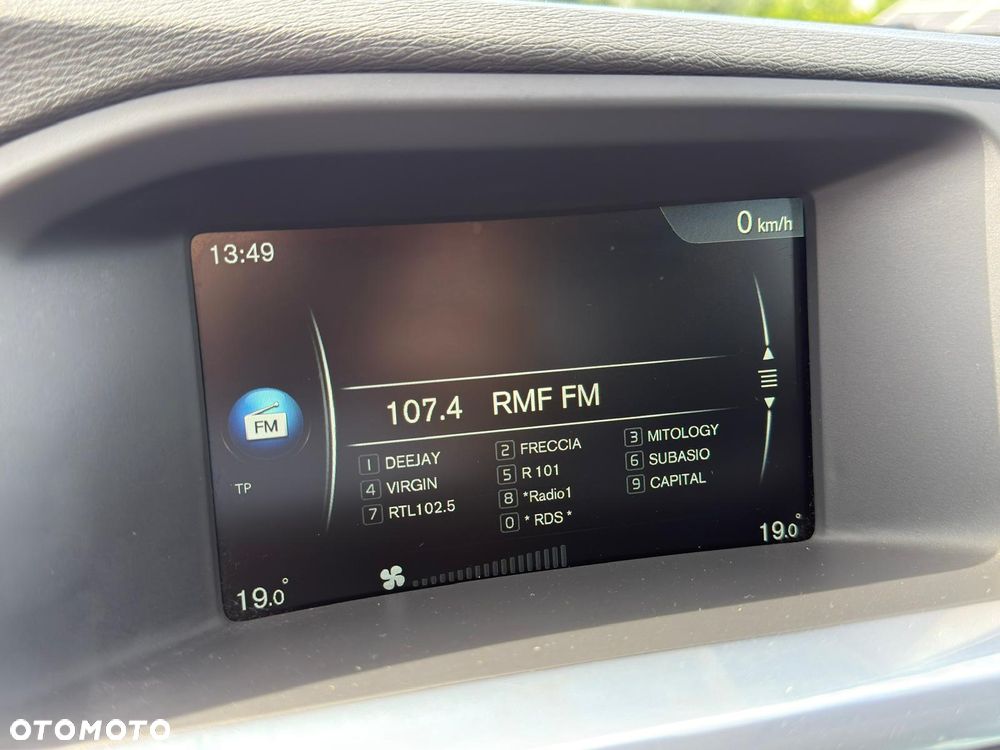 13:49
0 km/h
107.4 RMF FM
FM
1 DEEJAY 2 FRECCIA 3 MITOLOGY
4 VIRGIN 5 R 101 6 SUBASIO
7 RTL102.5 8 *Radio1 9 CAPITAL
0 * RDS *
TP
19.0° 19.0°
OTOMOTO